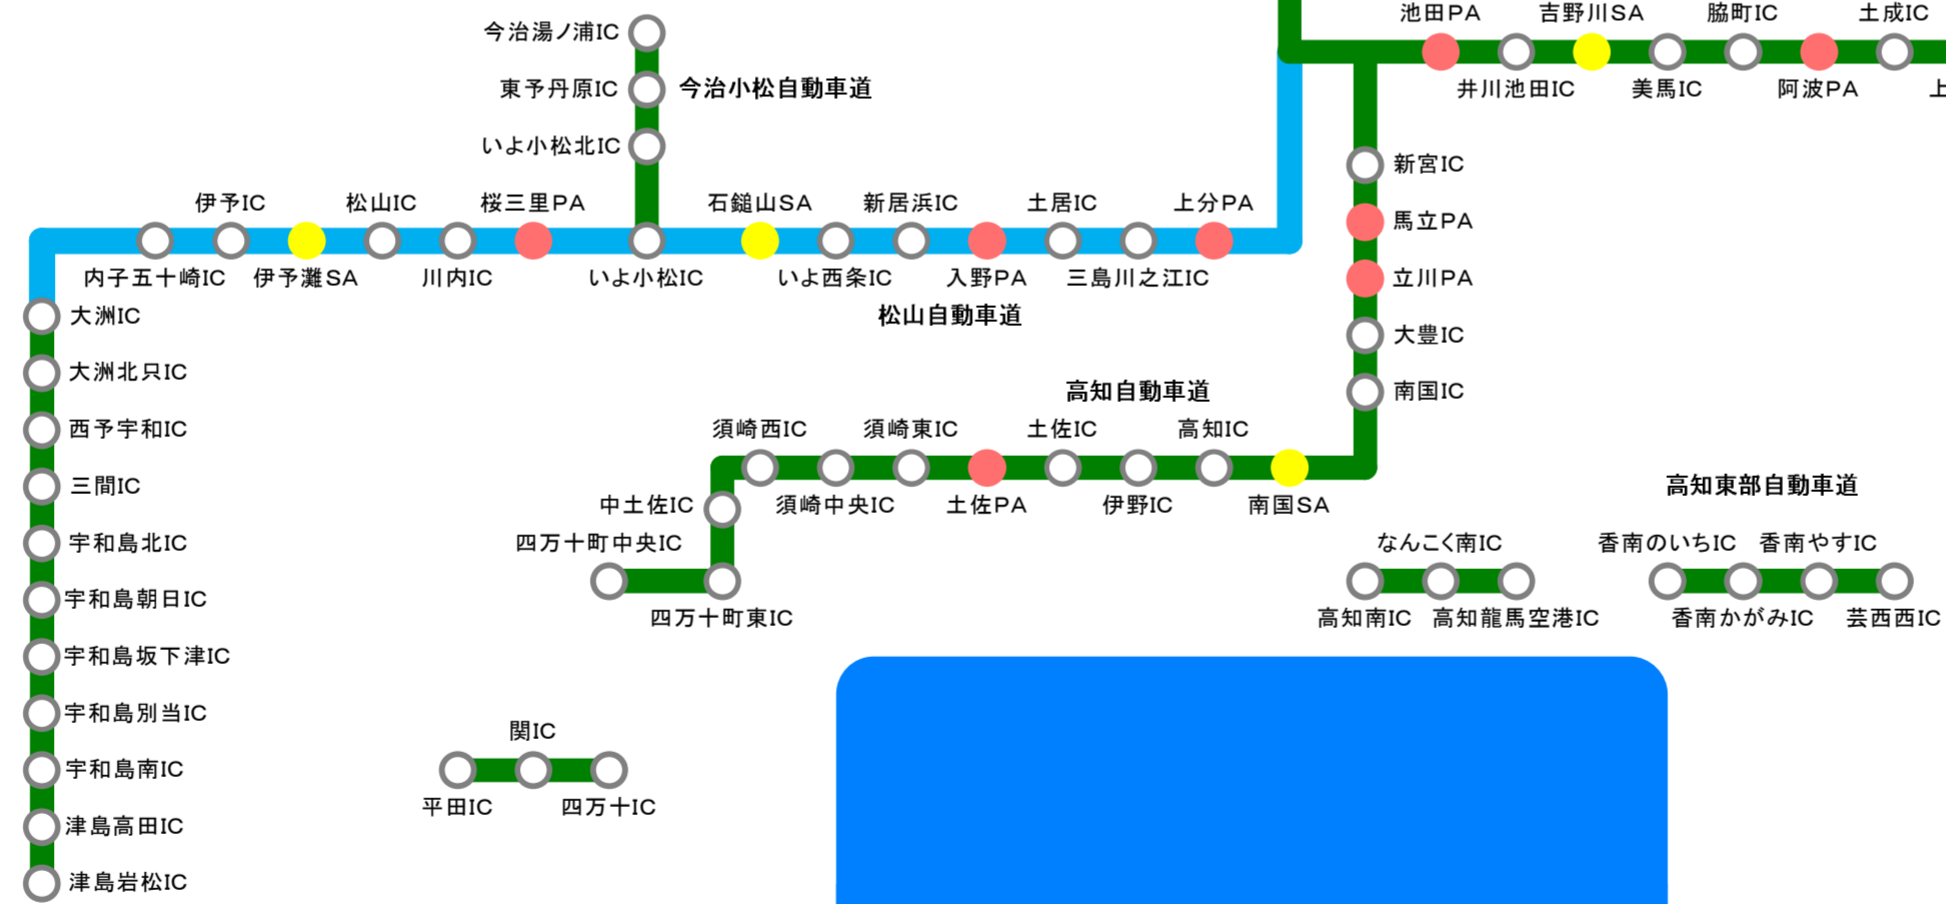 池田PA
吉野川SA
脇町IC
土成IC
井川池田IC
美馬IC
阿波PA
上
今治湯ノ浦IC
東予丹原IC
今治小松自動車道
いよ小松北IC
伊予IC
松山IC
桜三里PA
石鎚山SA
新居浜IC
土居IC
上分PA
内子五十崎IC
伊予灘SA
川内IC
いよ小松IC
いよ西条IC
入野PA
三島川之江IC
松山自動車道
新宮IC
馬立PA
立川PA
大豊IC
南国IC
大洲IC
大洲北只IC
西予宇和IC
三間IC
宇和島北IC
宇和島朝日IC
宇和島坂下津IC
宇和島別当IC
宇和島南IC
津島高田IC
津島岩松IC
高知自動車道
須崎西IC
須崎東IC
土佐IC
高知IC
中土佐IC
須崎中央IC
土佐PA
伊野IC
南国SA
四万十町中央IC
四万十町東IC
高知東部自動車道
なんこく南IC
香南のいちIC
香南やすIC
高知南IC
高知龍馬空港IC
香南かがみIC
芸西西IC
関IC
平田IC
四万十IC